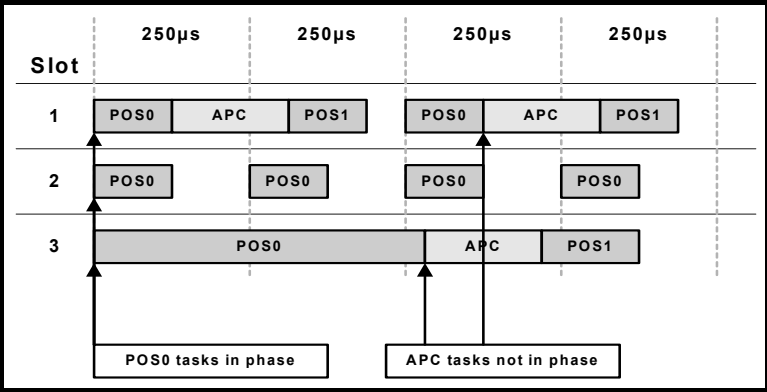 250µs 250µs 250µs 250µs
Slot
1 POS0 APC POS1 POS0 APC POS1
2 POS0 POS0 POS0 POS0
3 POS0 APC POS1
POS0 tasks in phase APC tasks not in phase